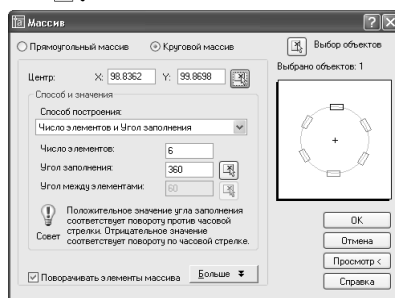 Массив
Прямоугольный массив
Круговой массив
Выбор объектов
Выбрано объектов: 1
Центр: X: 98.8362 Y: 99.8698
Способ и значения
Способ построения:
Число элементов и Угол заполнения
Число элементов: 6
Угол заполнения: 360
Угол между элементами: 60
Совет
Положительное значение угла заполнения
соответствует повороту против часовой
стрелки. Отрицательное значение
соответствует повороту по часовой стрелке.
Поворачивать элементы массива
Больше
OK
Отмена
Просмотр <
Справка